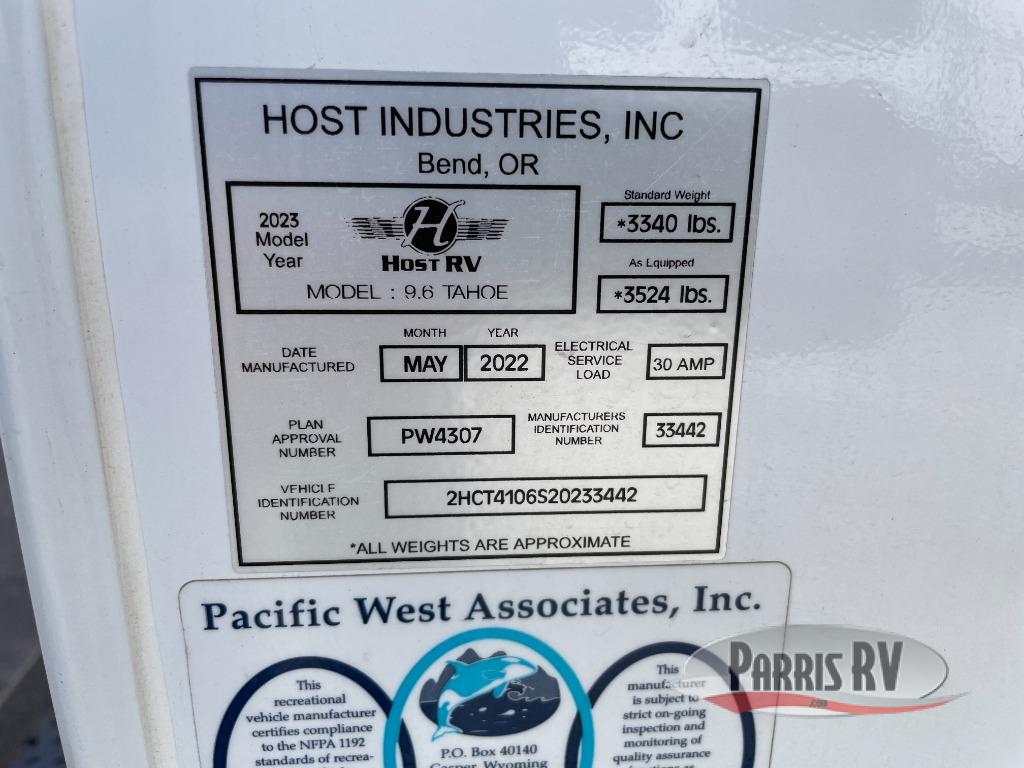 HOST INDUSTRIES, INC
Bend, OR
2023
Model
Year
H
HOST RV
MODEL : 9.6 TAHOE
Standard Weight
*3340 lbs.
As Equipped
*3524 lbs.
DATE
MANUFACTURED
MONTH
MAY
YEAR
2022
ELECTRICAL
SERVICE
LOAD
30 AMP
PLAN
APPROVAL
NUMBER
PW4307
MANUFACTURERS
IDENTIFICATION
NUMBER
33442
VEHICLE
IDENTIFICATION
NUMBER
2HCT4106S20233442
*ALL WEIGHTS ARE APPROXIMATE
Pacific West Associates, Inc.
This
recreational
vehicle manufacturer
certifies compliance
to the NFPA 1192
standards of recrea-
P.O. Box 40140
Casper, Wyoming
This
manufacturer
is subject to
strict on-going
inspection and
monitoring of
quality assurance
PARRIS RV
.com